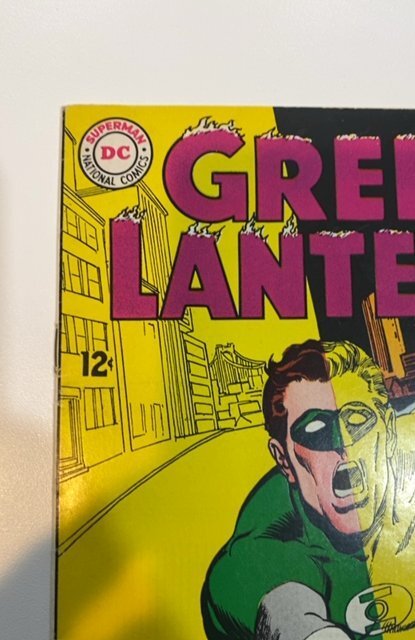 SUPERMAN
DC
NATIONAL COMICS
GREE
LANTE
12¢